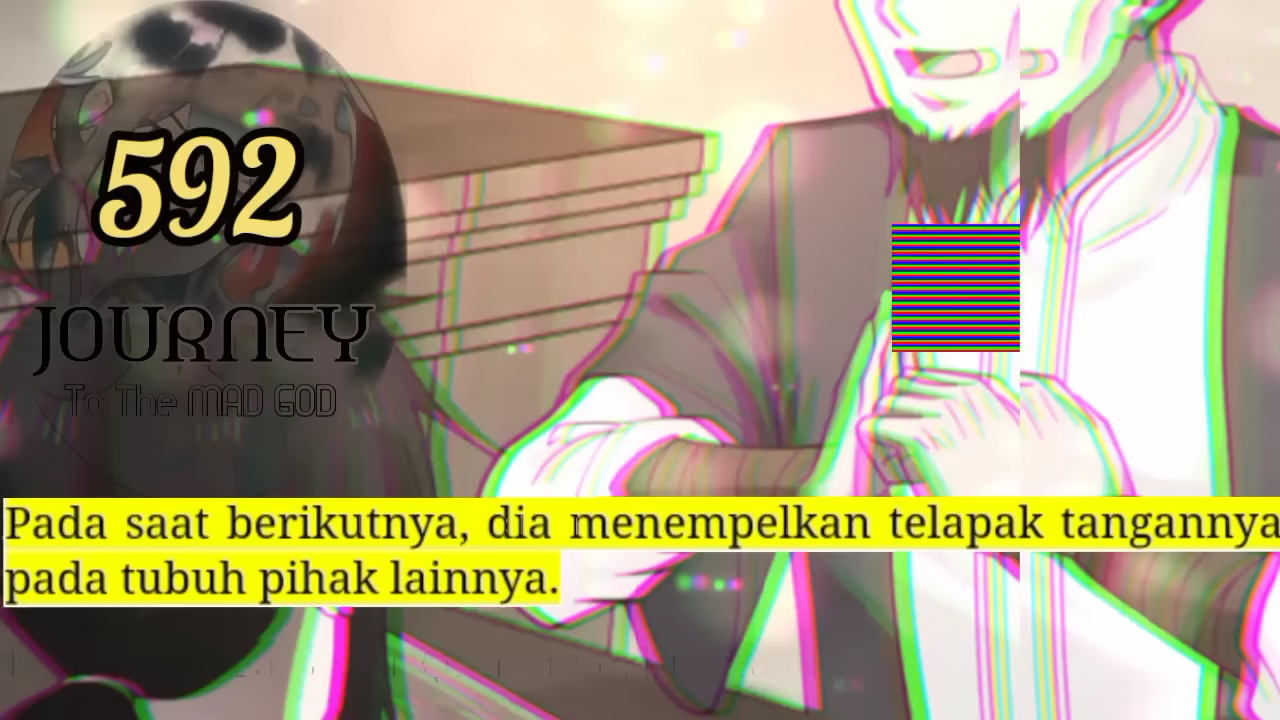 592
JOURNEY
To The MAD GOD
Pada saat berikutnya, dia menempelkan telapak tangannya
pada tubuh pihak lainnya.